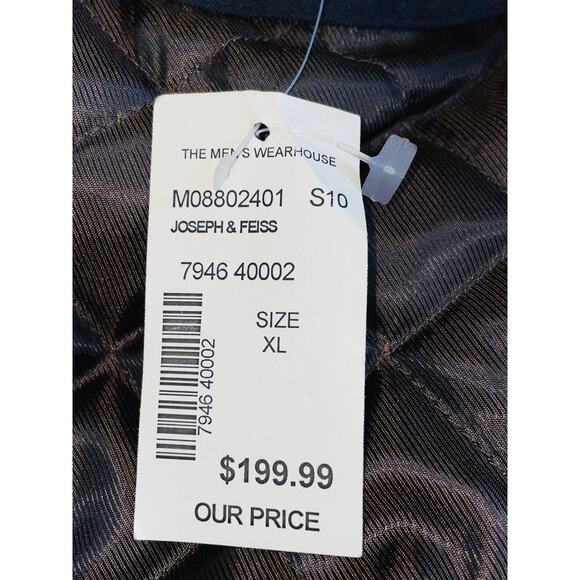 THE MEN'S WEARHOUSE
M08802401 S10
JOSEPH & FEISS
7946 40002
SIZE
XL
7946 40002
$199.99
OUR PRICE